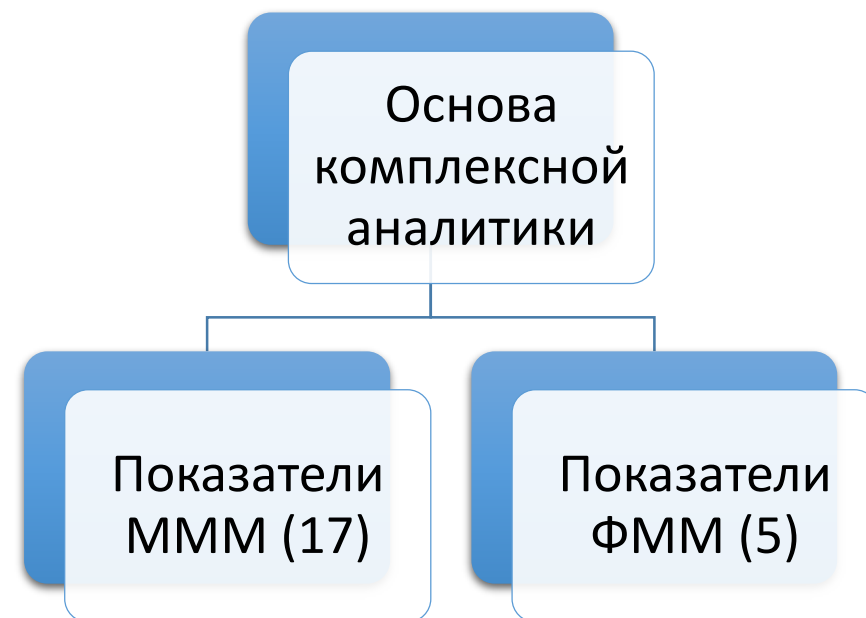 Основа
комплексной
аналитики
Показатели
МММ (17)
Показатели
ФММ (5)